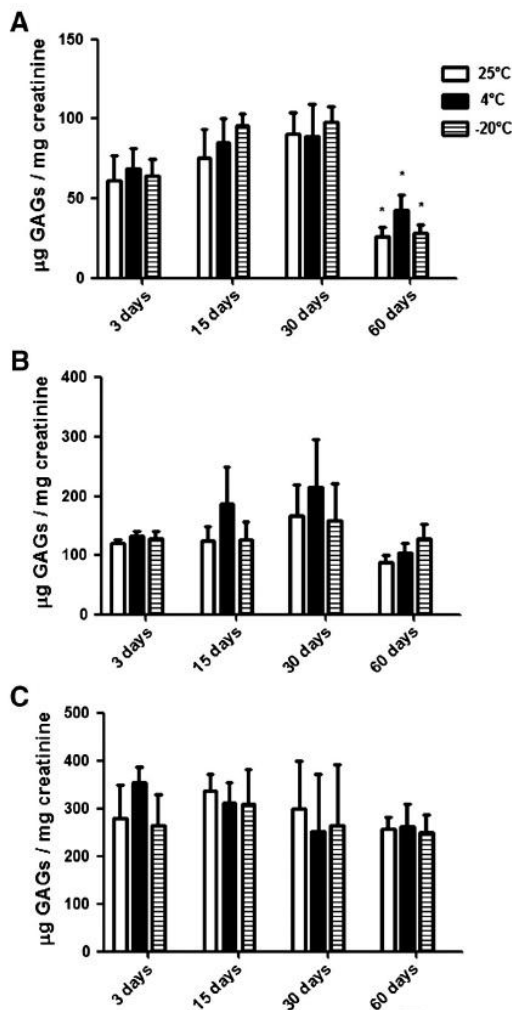 A
µg GAGs / mg creatinine
150
100
50
0
25°C
4°C
-20°C
* * *
3 days
15 days
30 days
60 days
B
µg GAGs / mg creatinine
400
300
200
100
0
3 days
15 days
30 days
60 days
C
µg GAGs / mg creatinine
500
400
300
200
100
0
3 days
15 days
30 days
60 days